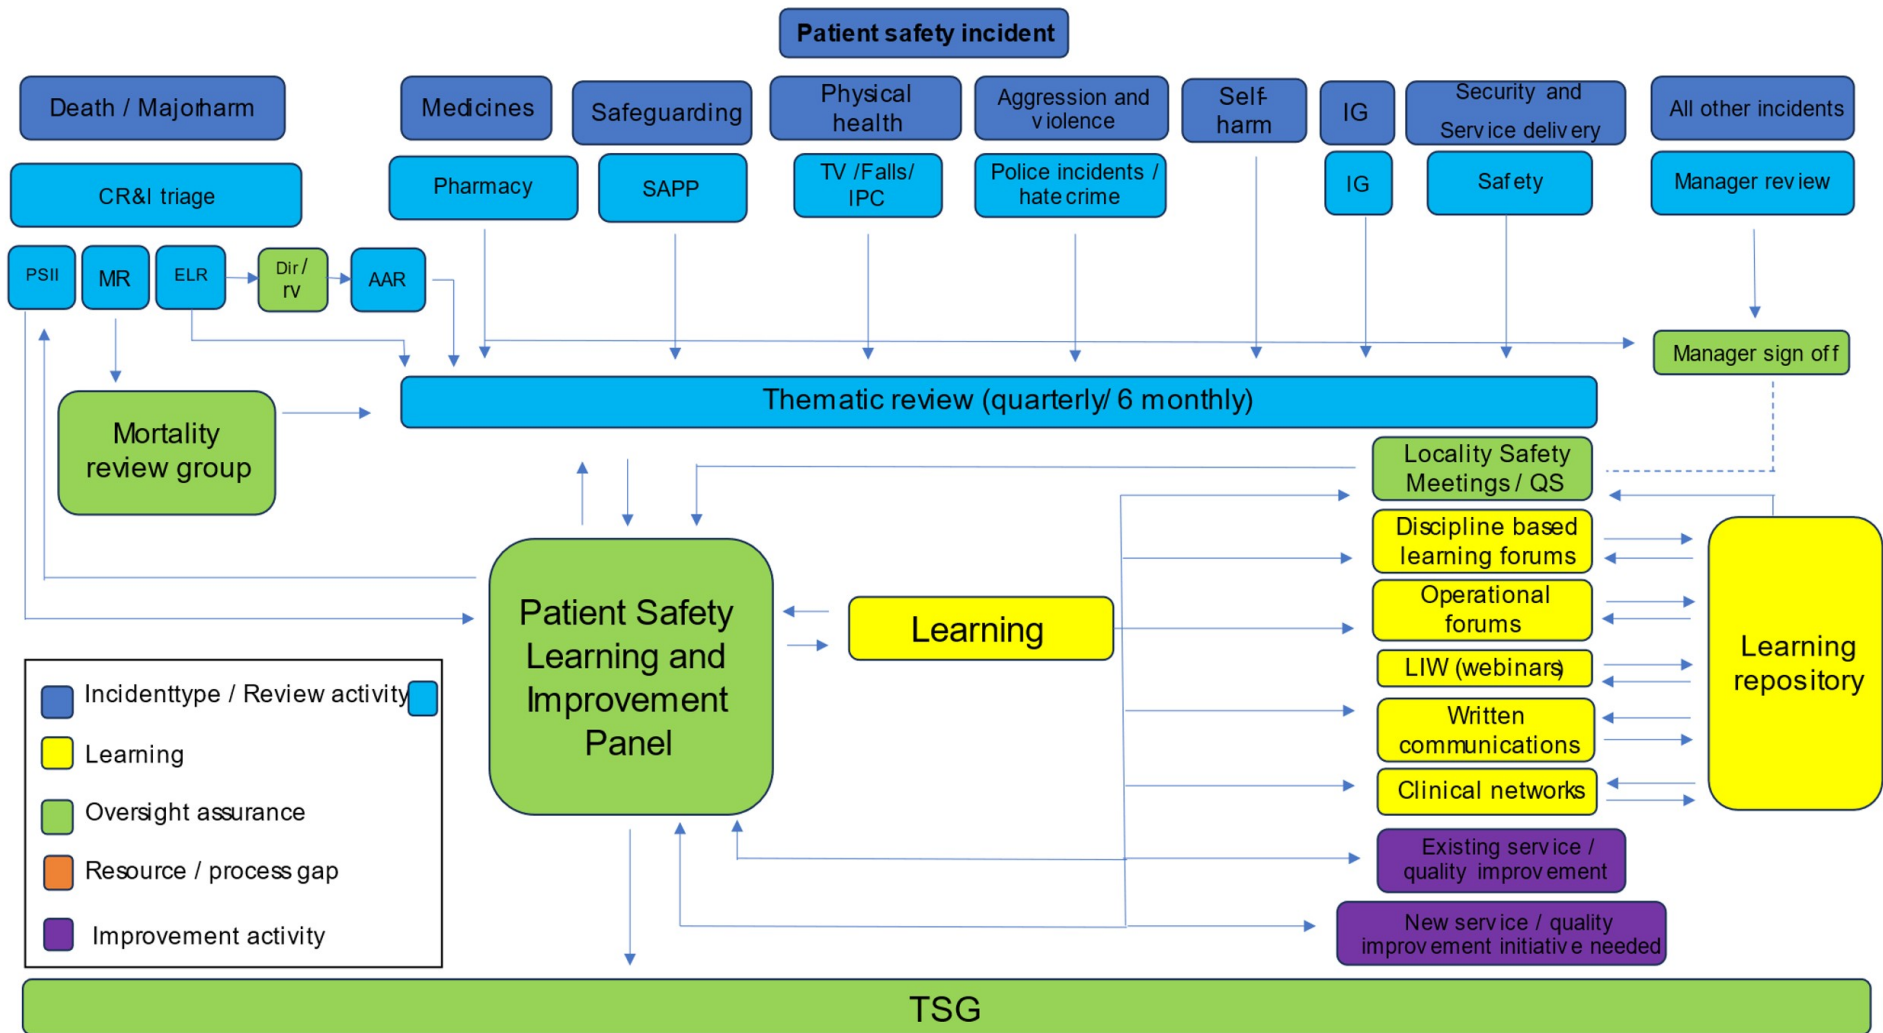 Patient safety incident
Death / Majorharm
Medicines
Safeguarding
Physical
health
Aggression and
violence
Self-
harm
IG
Security and
Service delivery
All other incidents
CR&I triage
Pharmacy
SAPP
TV /Falls/
IPC
Police incidents /
hate crime
IG
Safety
Manager review
PSII
MR
ELR
Dir /
rv
AAR
Manager sign off
Thematic review (quarterly/ 6 monthly)
Mortality
review group
Locality Safety
Meetings / QS
Discipline based
learning forums
Operational
forums
LIW (webinars)
Written
communications
Clinical networks
Learning
repository
Patient Safety
Learning and
Improvement
Panel
Learning
Existing service /
quality improvement
New service / quality
improvement initiative needed
Incidenttype / Review activity
Learning
Oversight assurance
Resource / process gap
Improvement activity
TSG